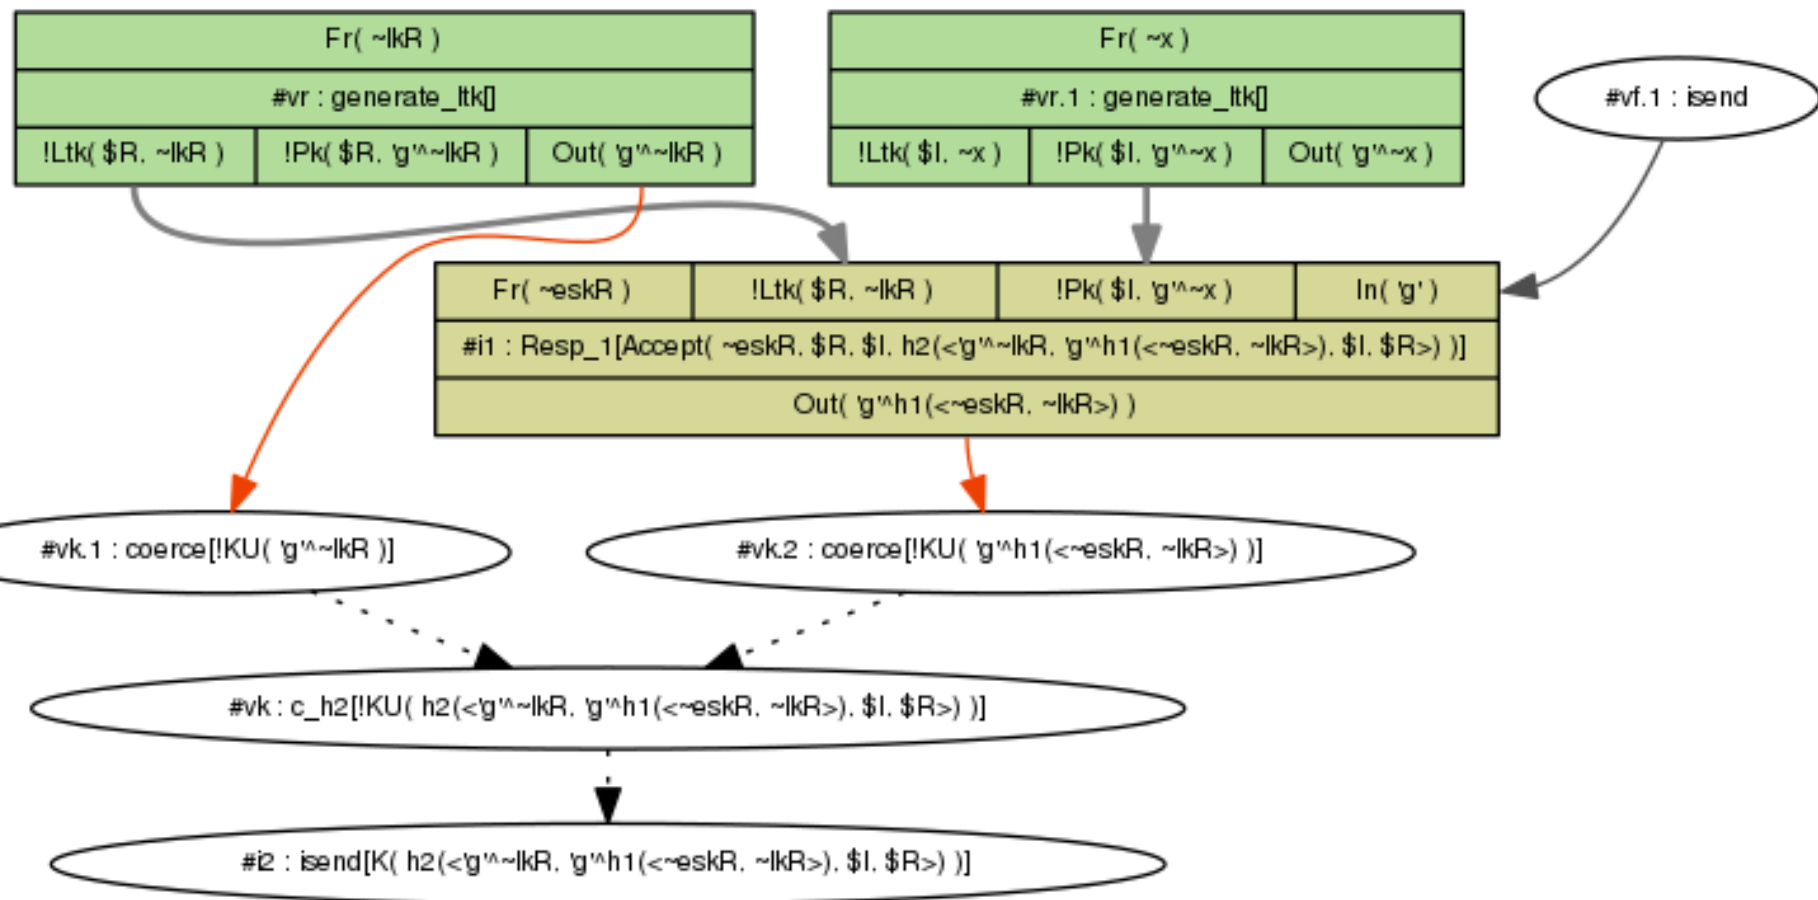 Fr( ~lkR )
#vr : generate_ltk[]
!Ltk( $R, ~lkR ) !Pk( $R, 'g'^~lkR ) Out( 'g'^~lkR )
Fr( ~x )
#vr.1 : generate_ltk[]
!Ltk( $I, ~x ) !Pk( $I, 'g'^~x ) Out( 'g'^~x )
#vf.1 : isend
Fr( ~eskR ) !Ltk( $R, ~lkR ) !Pk( $I, 'g'^~x ) In( 'g' )
#i1 : Resp_1[Accept( ~eskR, $R, $I, h2(<'g'^~lkR, 'g'^h1(<~eskR, ~lkR>), $I, $R>) )]
Out( 'g'^h1(<~eskR, ~lkR>) )
#vk.1 : coerce[!KU( 'g'^~lkR )]
#vk.2 : coerce[!KU( 'g'^h1(<~eskR, ~lkR>) )]
#vk : c_h2[!KU( h2(<'g'^~lkR, 'g'^h1(<~eskR, ~lkR>), $I, $R>) )]
#i2 : isend[K( h2(<'g'^~lkR, 'g'^h1(<~eskR, ~lkR>), $I, $R>) )]